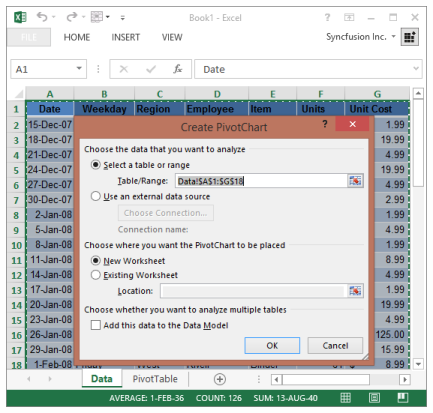 Book1 - Excel
FILE HOME INSERT VIEW Syncfusion Inc.
A1 fx Date
A B C D E F G
1 Date Weekday Region Employee Item Units Unit Cost
Create PivotChart
2 15-Dec-07 1.99
3 18-Dec-07 19.99
4 21-Dec-07 4.99
5 24-Dec-07 19.99
6 27-Dec-07 4.99
7 30-Dec-07 2.99
8 2-Jan-08 1.99
9 5-Jan-08 4.99
10 8-Jan-08 1.99
11 11-Jan-08 8.99
12 14-Jan-08 4.99
13 17-Jan-08 1.99
14 20-Jan-08 19.99
15 23-Jan-08 4.99
16 26-Jan-08 125.00
17 29-Jan-08 15.99
18 1-Feb-08 8.99
Choose the data that you want to analyze
Select a table or range
Table/Range: Data!$A$1:$G$18
Use an external data source
Choose Connection...
Connection name:
Choose where you want the PivotChart to be placed
New Worksheet
Existing Worksheet
Location:
Choose whether you want to analyze multiple tables
Add this data to the Data Model
OK Cancel
Data PivotTable
AVERAGE: 1-FEB-36 COUNT: 126 SUM: 13-AUG-40